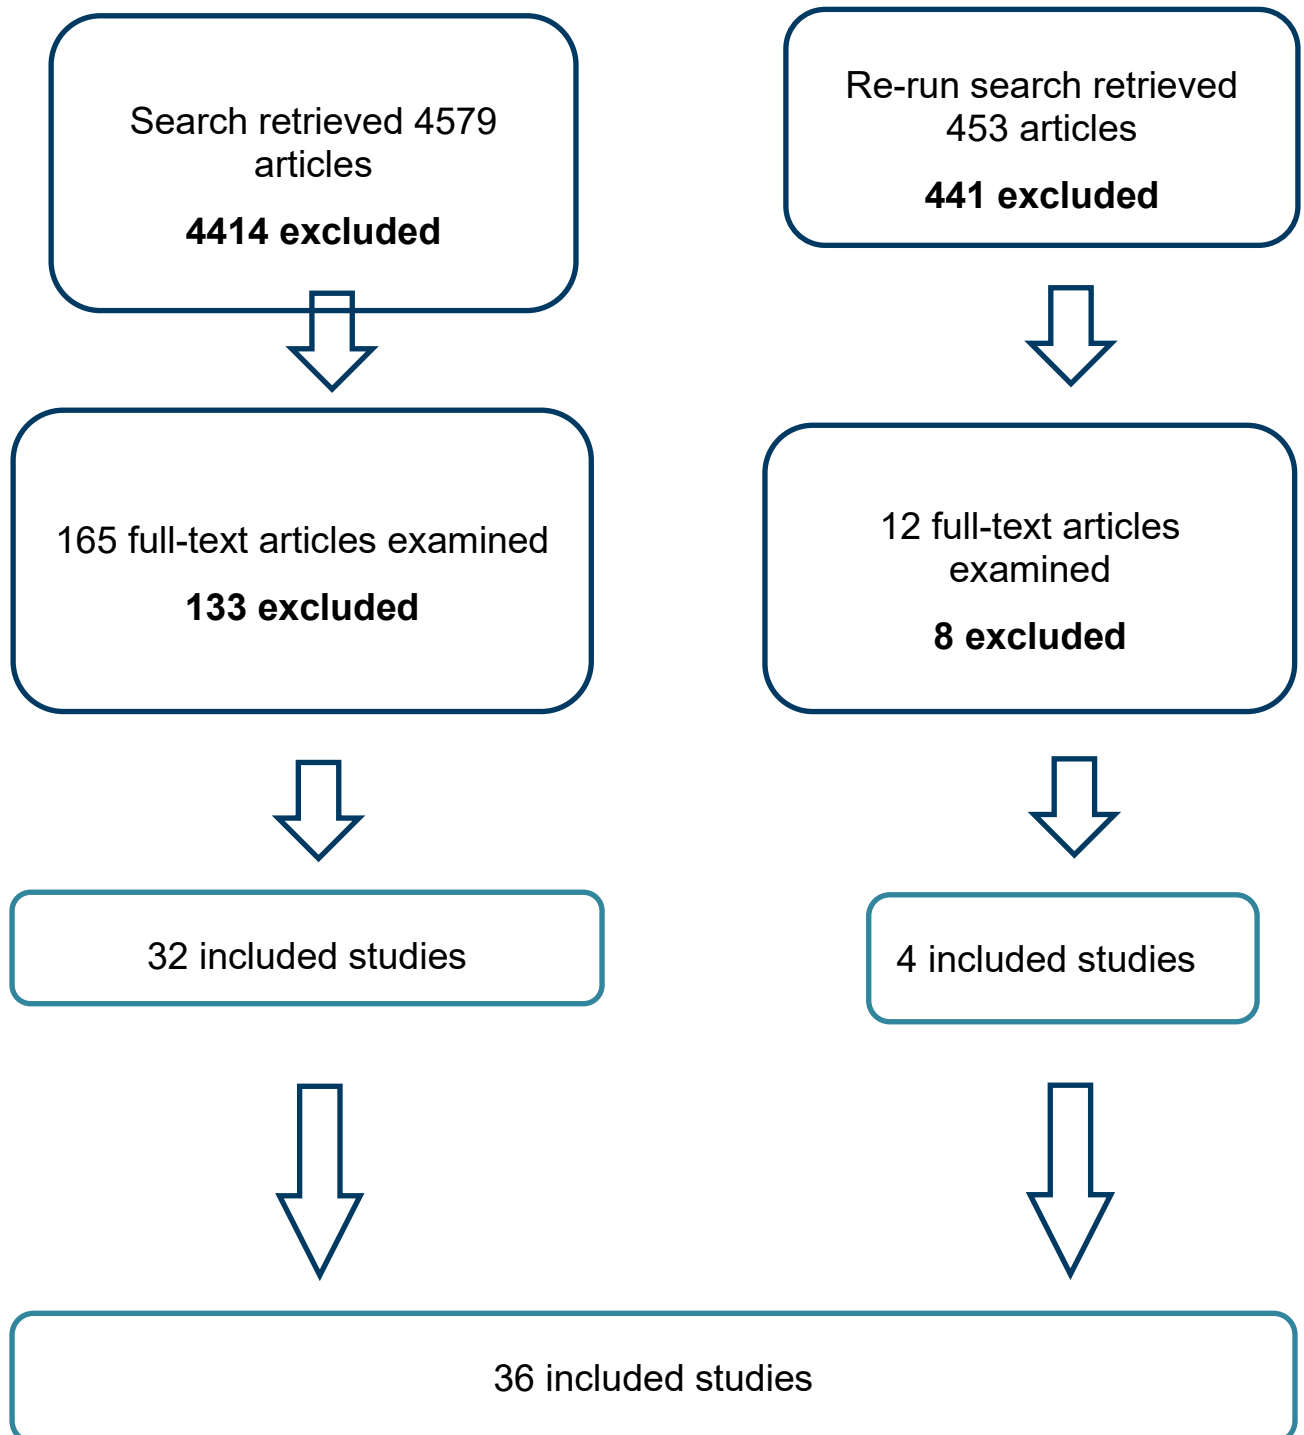 Search retrieved 4579
articles
4414 excluded
Re-run search retrieved
453 articles
441 excluded
165 full-text articles examined
133 excluded
12 full-text articles
examined
8 excluded
32 included studies
4 included studies
36 included studies